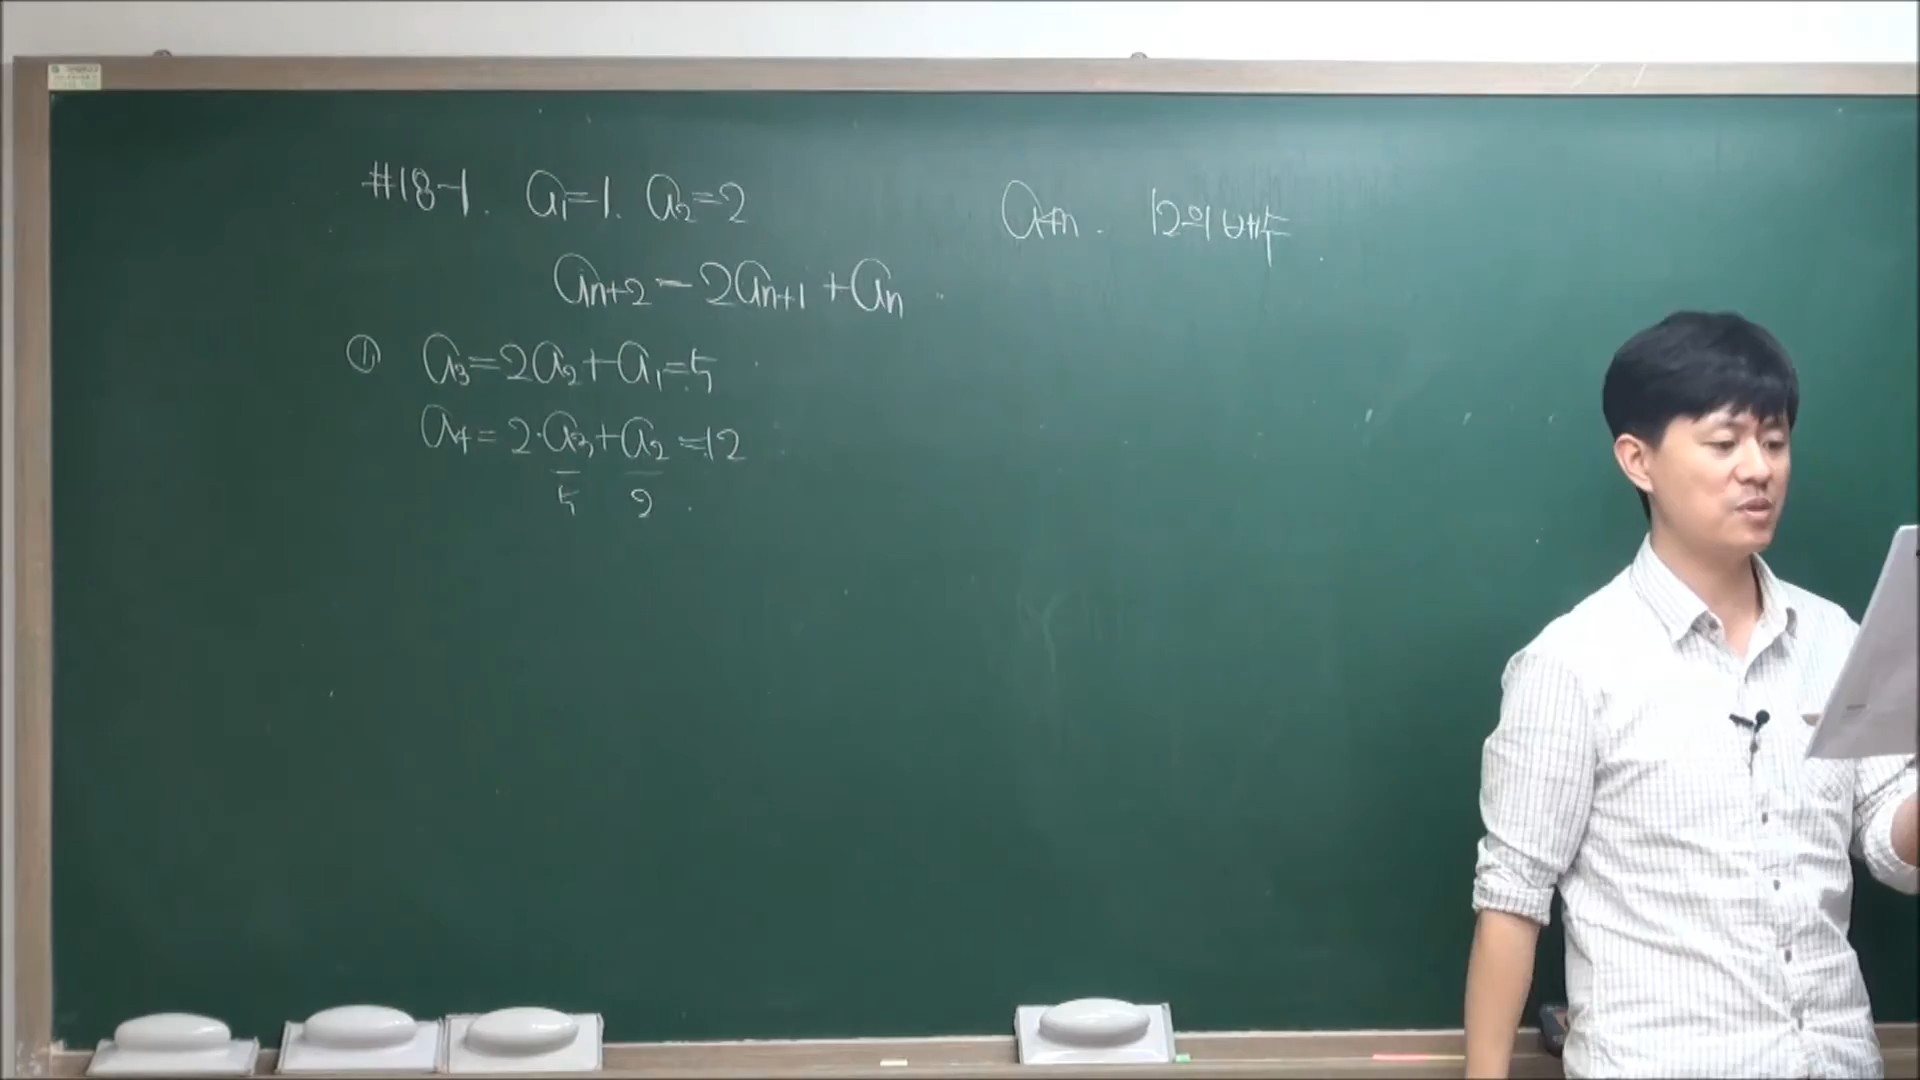 #18-1. a₁=1. a₂=2
aₙ₊₂=2aₙ₊₁+aₙ
① a₃=2a₂+a₁=5
a₄=2·a₃+a₂=12
5 2
a₄ₘ. 12의 배수